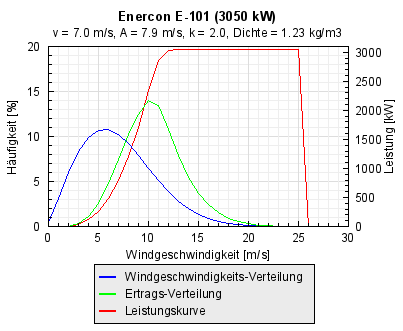 Enercon E-101 (3050 kW)
v = 7.0 m/s, A = 7.9 m/s, k = 2.0, Dichte = 1.23 kg/m3
Häufigkeit [%]
20
15
10
5
0
3000
2500
2000
1500
1000
500
0
Leistung [kW]
0 5 10 15 20 25 30
Windgeschwindigkeit [m/s]
Windgeschwindigkeits-Verteilung
Ertrags-Verteilung
Leistungskurve